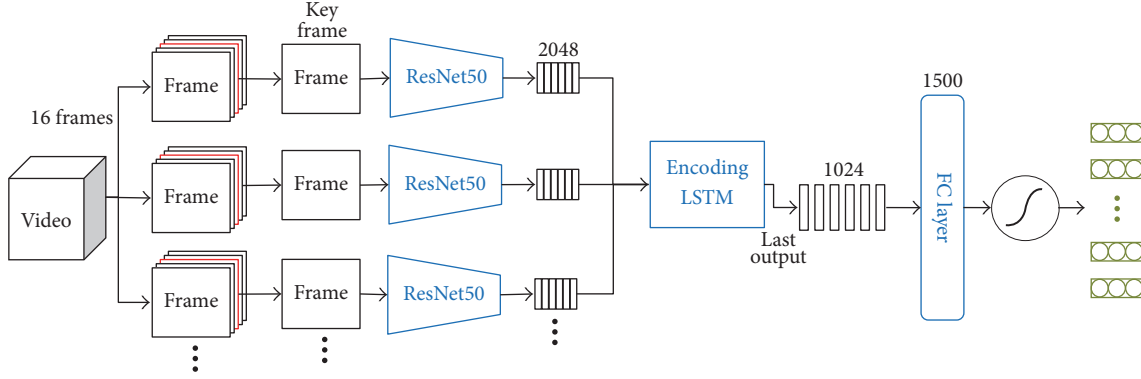 Key
frame
2048
Frame
Frame
ResNet50
1500
16 frames
Video
Frame
Frame
ResNet50
Encoding
LSTM
1024
FC layer
Last
output
Frame
Frame
ResNet50